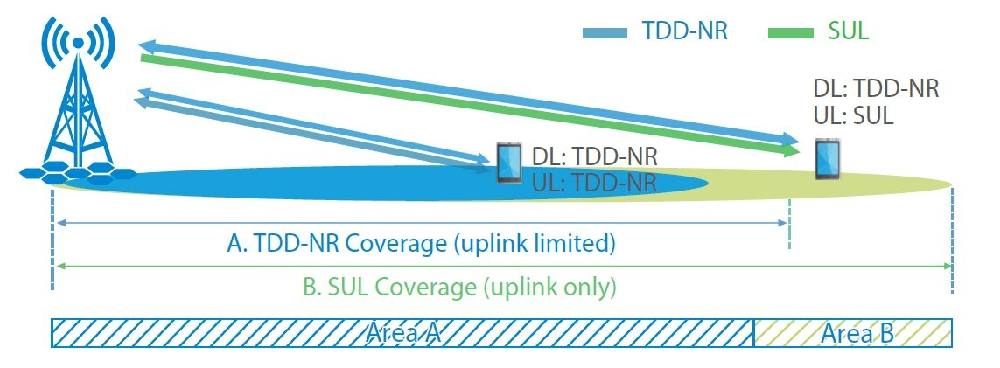 TDD-NR
SUL
DL: TDD-NR
UL: SUL
DL: TDD-NR
UL: TDD-NR
A. TDD-NR Coverage (uplink limited)
B. SUL Coverage (uplink only)
Area A
Area B